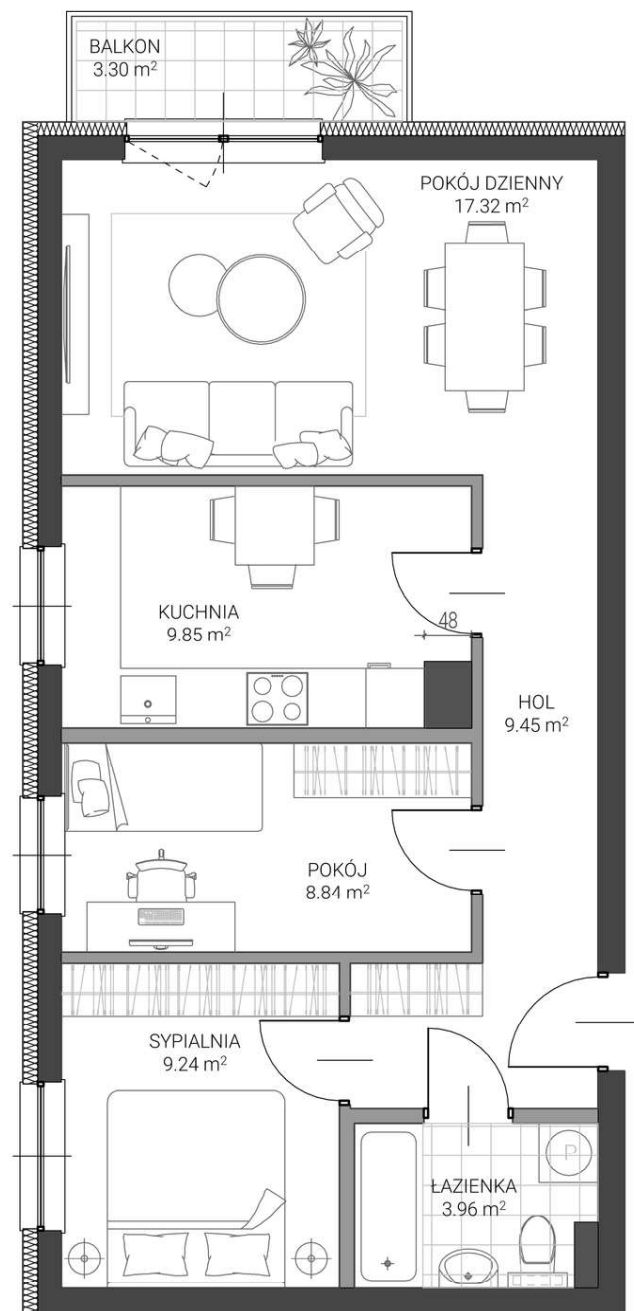 BALKON
3.30 m²
POKÓJ DZIENNY
17.32 m²
KUCHNIA
9.85 m²
48
HOL
9.45 m²
POKÓJ
8.84 m²
SYPIALNIA
9.24 m²
P
ŁAZIENKA
3.96 m²